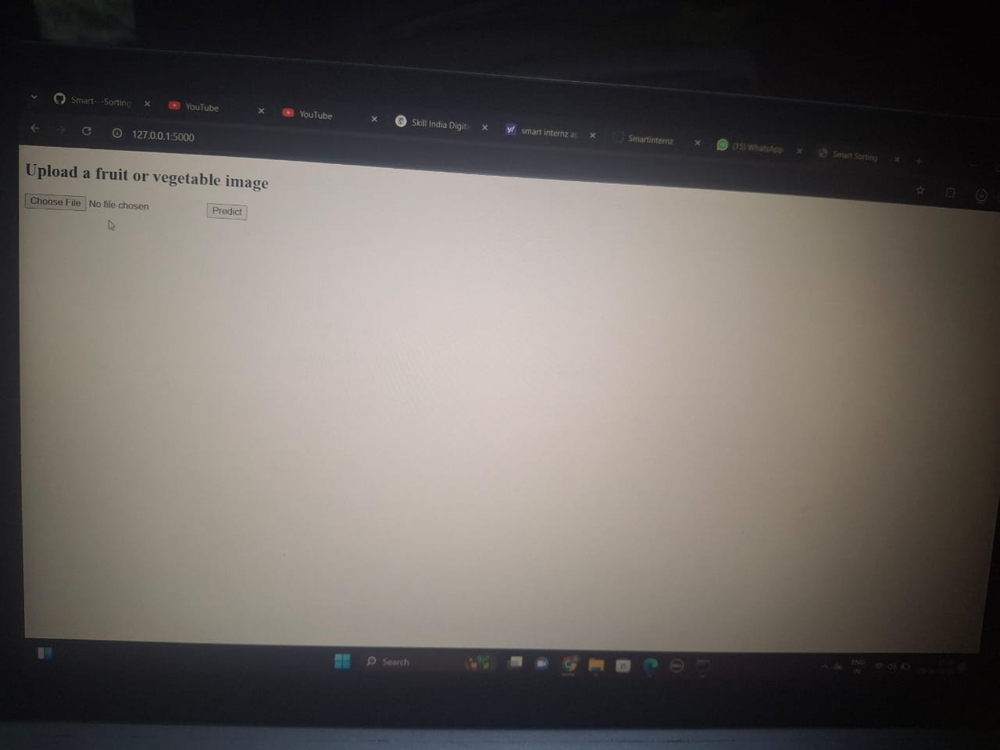 Smart---Sorting
YouTube
YouTube
Skill India Digit
smart internz a
Smartinternz
(15) WhatsApp
Smart Sorting
127.0.0.1:5000
Upload a fruit or vegetable image
Choose File No file chosen
Predict
Search
ENG
IN